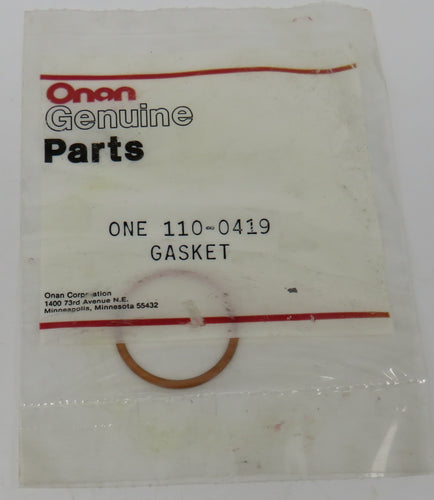 Onan
Genuine
Parts
ONE 110-0419
GASKET
Onan Corporation
1400 73rd Avenue N.E.
Minneapolis, Minnesota 55432